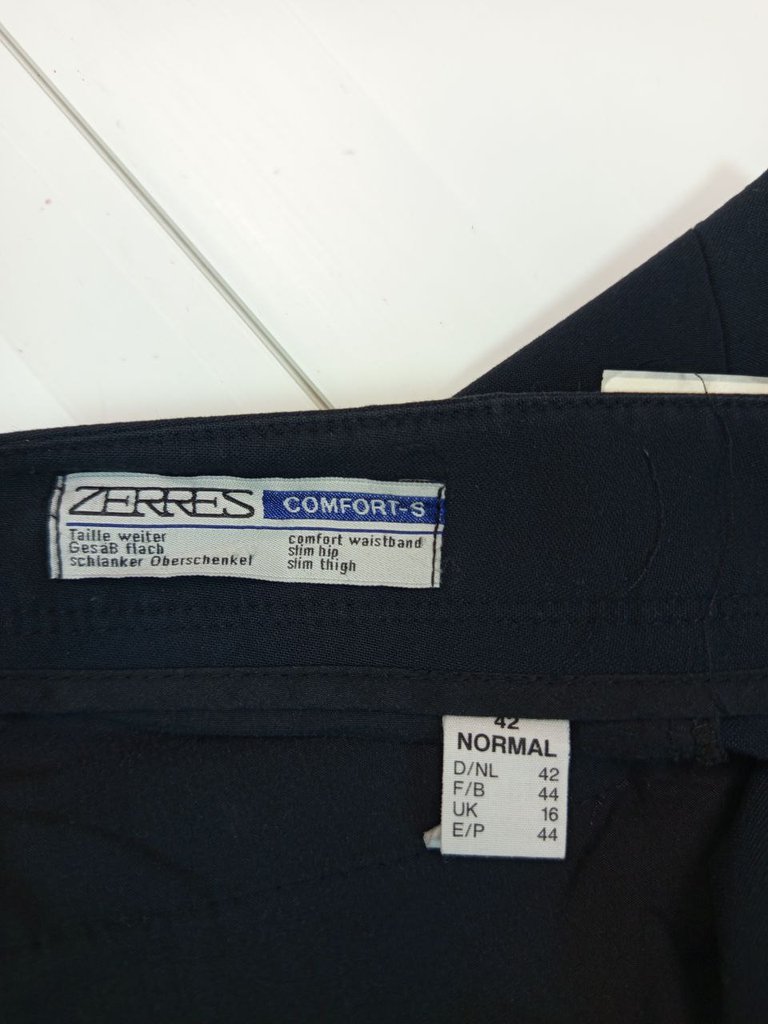 ZERRES COMFORT-S
Taille weiter
Gesäß flach
schlanker Oberschenkel
comfort waistband
slim hip
slim thigh
42
NORMAL
D/NL 42
F/B 44
UK 16
E/P 44